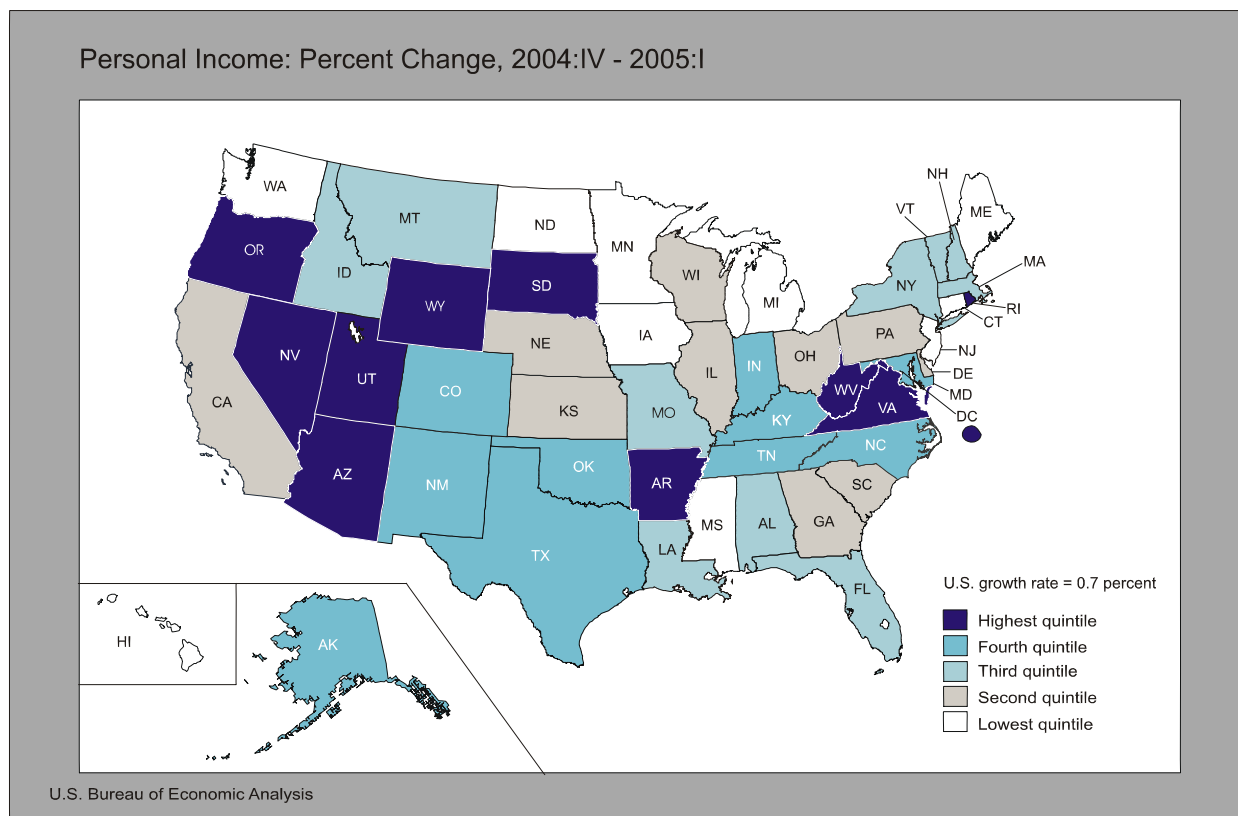 Personal Income: Percent Change, 2004:IV - 2005:I
WA
OR
CA
NV
ID
MT
WY
UT
AZ
CO
NM
ND
SD
NE
KS
OK
TX
MN
IA
MO
AR
LA
WI
IL
MI
IN
OH
KY
TN
MS
AL
GA
FL
SC
NC
VA
WV
PA
NY
VT
NH
ME
MA
RI
CT
NJ
DE
MD
DC
HI
AK
U.S. growth rate = 0.7 percent
Highest quintile
Fourth quintile
Third quintile
Second quintile
Lowest quintile
U.S. Bureau of Economic Analysis